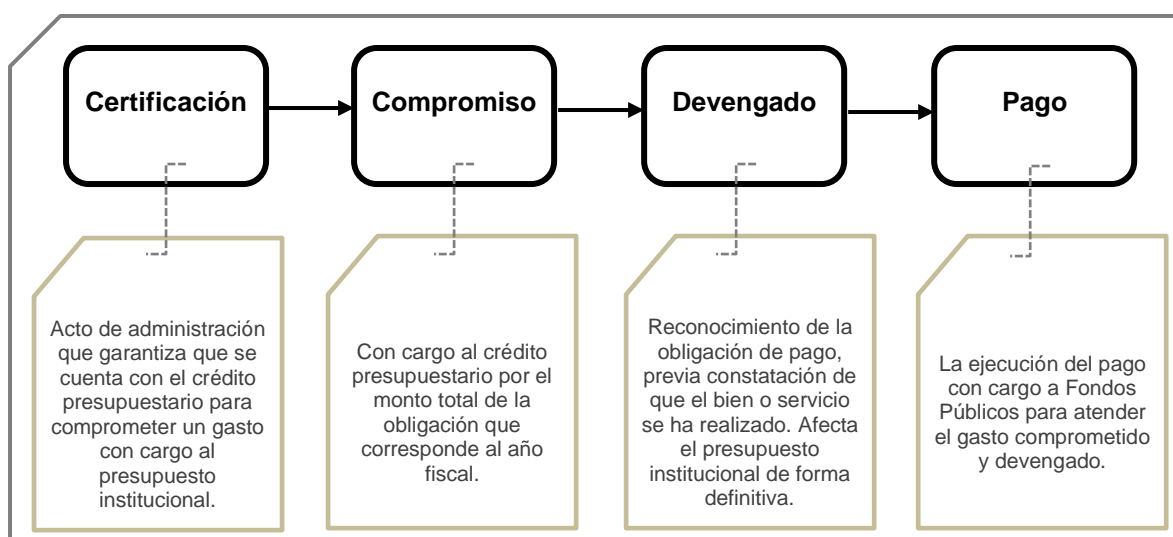 Certificación
Compromiso
Devengado
Pago
Acto de administración
que garantiza que se
cuenta con el crédito
presupuestario para
comprometer un gasto
con cargo al
presupuesto
institucional.
Con cargo al crédito
presupuestario por el
monto total de la
obligación que
corresponde al año
fiscal.
Reconocimiento de la
obligación de pago,
previa constatación de
que el bien o servicio
se ha realizado. Afecta
el presupuesto
institucional de forma
definitiva.
La ejecución del pago
con cargo a Fondos
Públicos para atender
el gasto comprometido
y devengado.